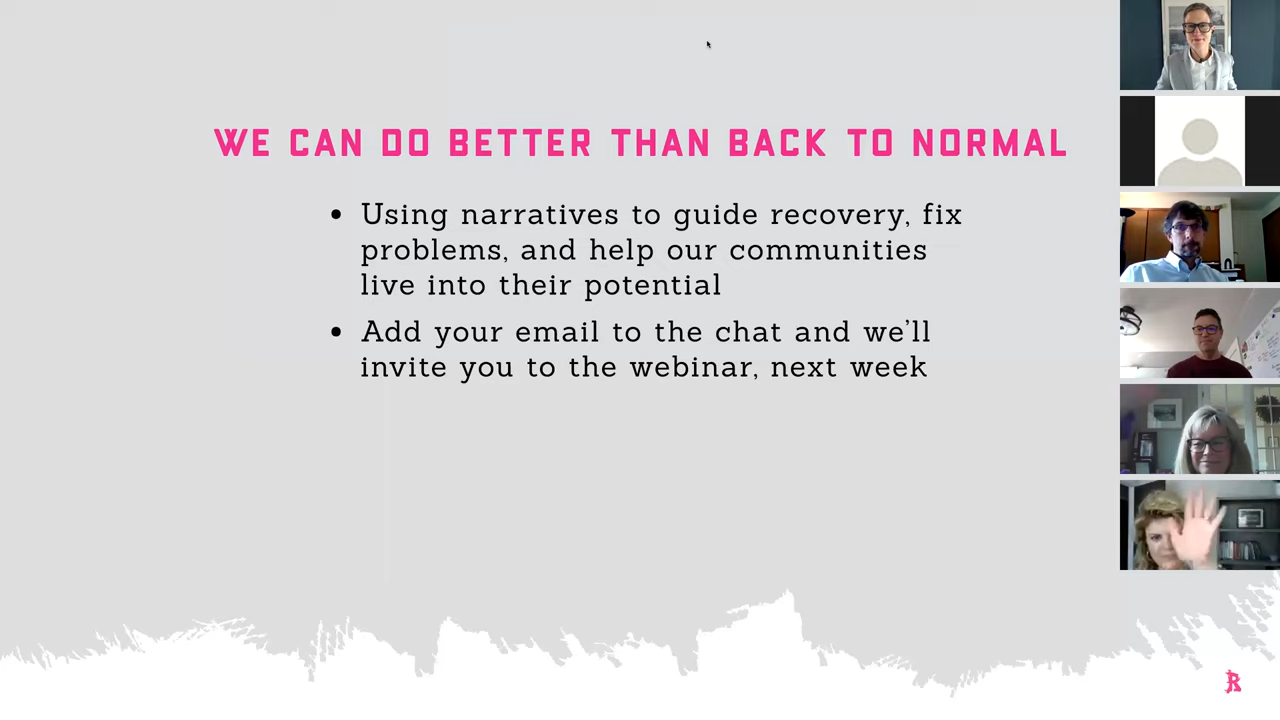 WE CAN DO BETTER THAN BACK TO NORMAL
• Using narratives to guide recovery, fix
problems, and help our communities
live into their potential
• Add your email to the chat and we'll
invite you to the webinar, next week
R